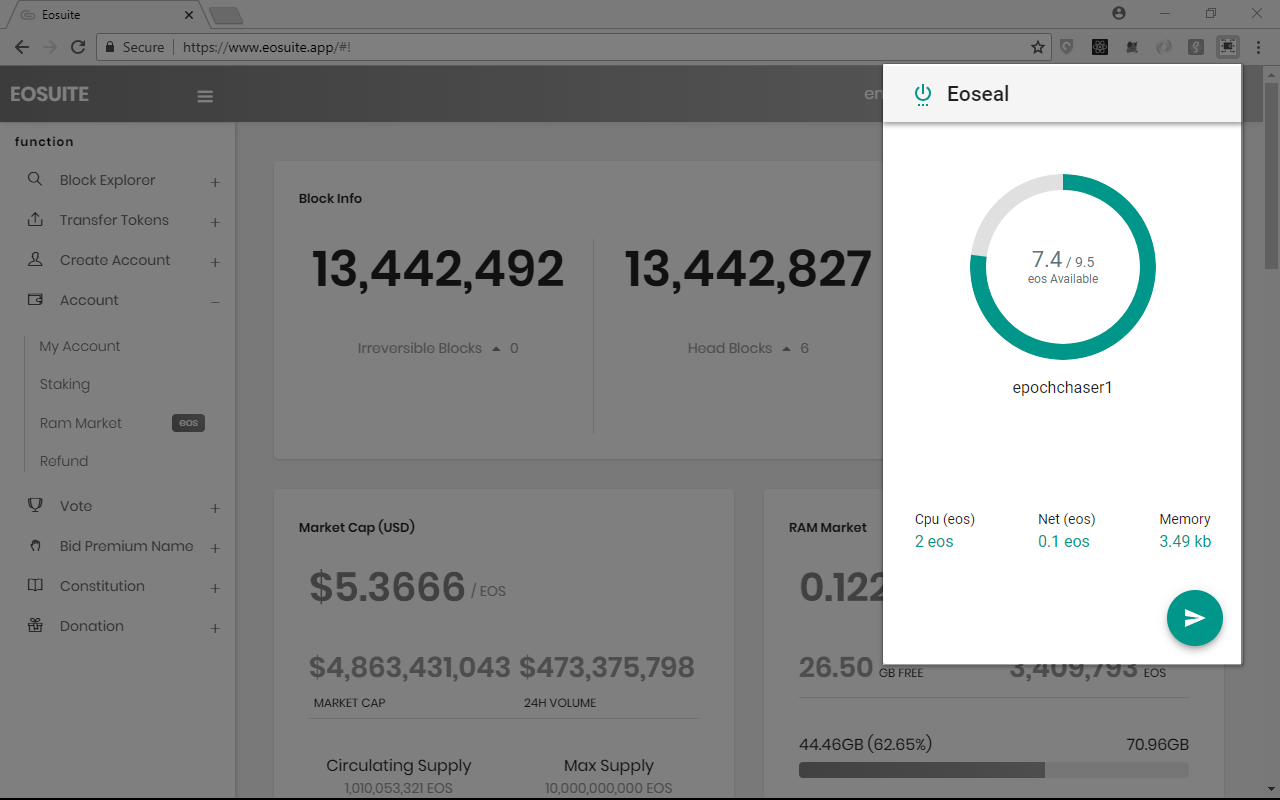 Eosuite
Secure
https://www.eosuite.app/#!
EOSUITE
function
Block Explorer
Transfer Tokens
Create Account
Account
My Account
Staking
Ram Market eos
Refund
Vote
Bid Premium Name
Constitution
Donation
Block Info
13,442,492
Irreversible Blocks 0
13,442,827
Head Blocks 6
Market Cap (USD)
$5.3666 / EOS
$4,863,431,043 $473,375,798
MARKET CAP 24H VOLUME
Circulating Supply Max Supply
1,010,053,321 EOS 10,000,000,000 EOS
RAM Market
0.122
26.50 GB FREE 3,409,793 EOS
44.46GB (62.65%) 70.96GB
Eoseal
7.4 / 9.5
eos Available
epochchaser1
Cpu (eos) Net (eos) Memory
2 eos 0.1 eos 3.49 kb